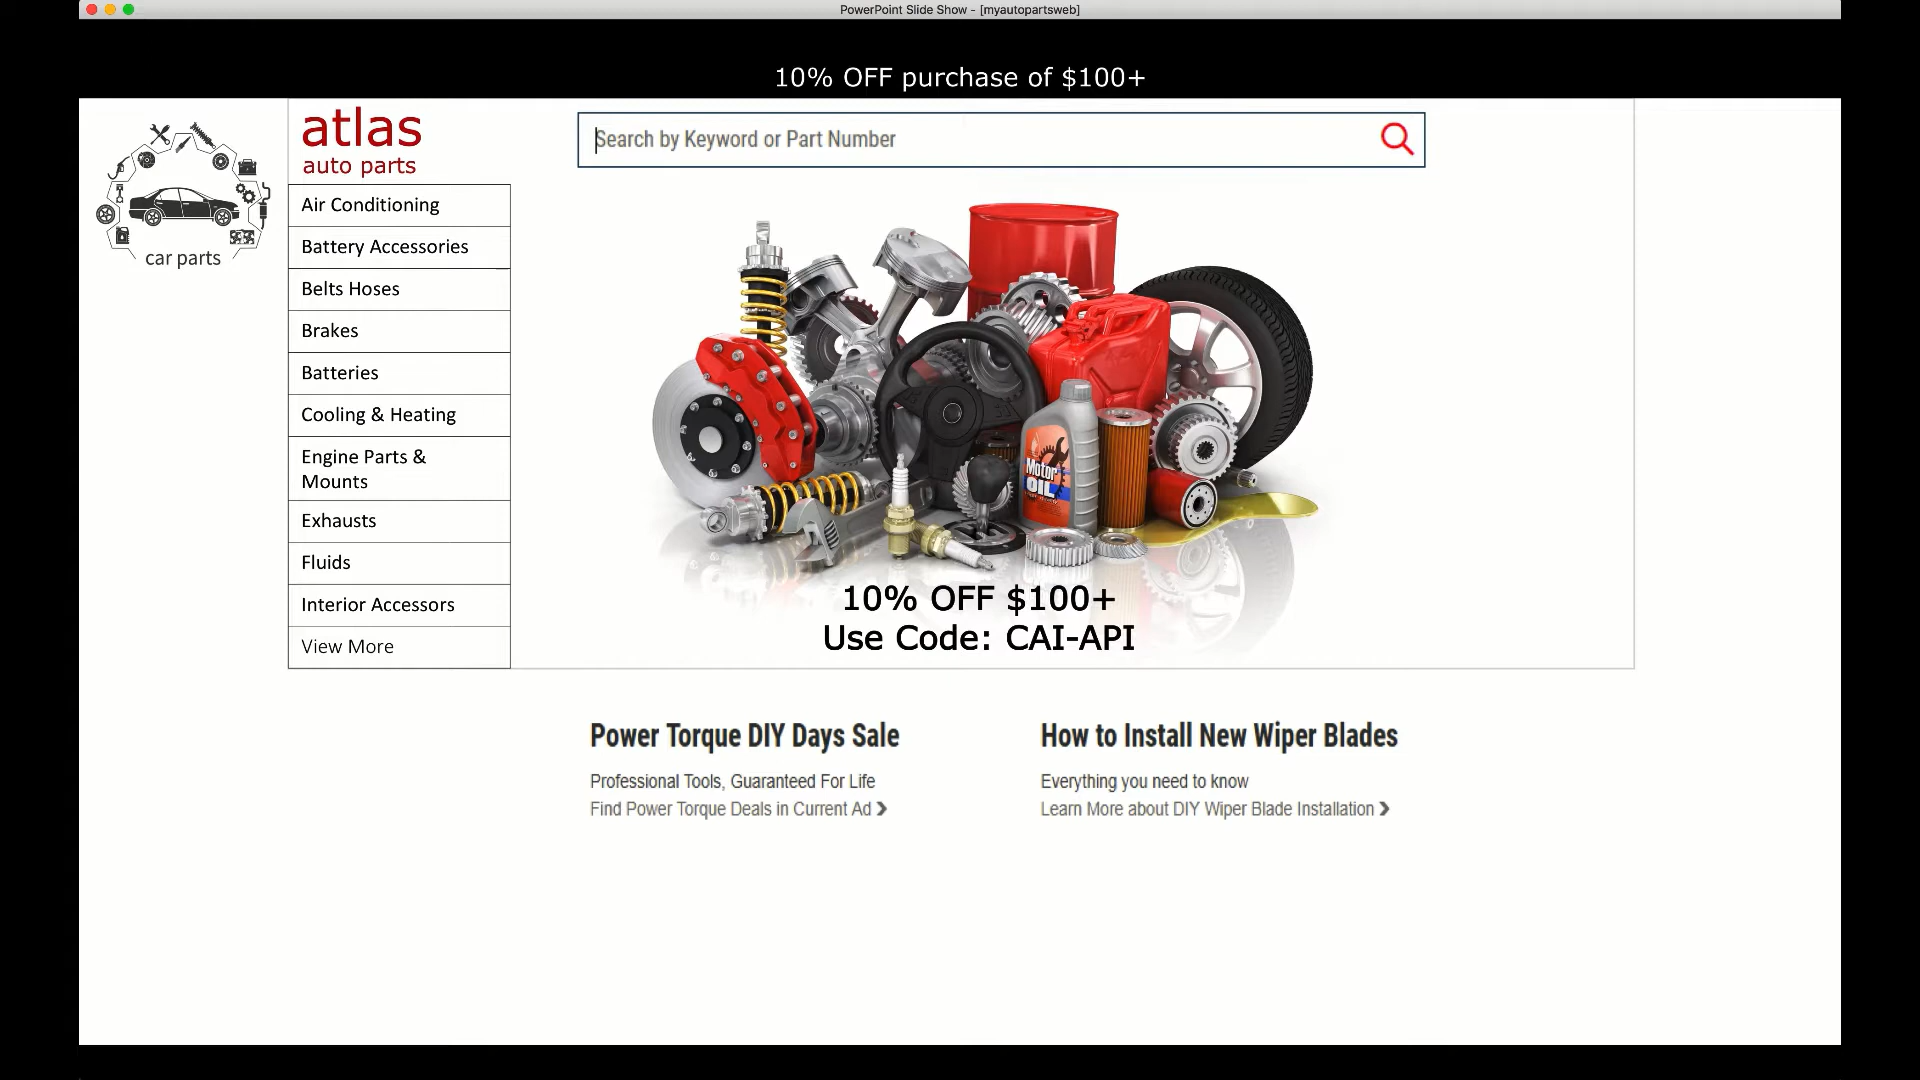 PowerPoint Slide Show - [myautopartsweb]
10% OFF purchase of $100+
car parts
atlas
auto parts
Search by Keyword or Part Number
Air Conditioning
Battery Accessories
Belts Hoses
Brakes
Batteries
Cooling & Heating
Engine Parts &
Mounts
Exhausts
Fluids
Interior Accessors
View More
Motor
OIL
10% OFF $100+
Use Code: CAI-API
Power Torque DIY Days Sale
Professional Tools, Guaranteed For Life
Find Power Torque Deals in Current Ad ❯
How to Install New Wiper Blades
Everything you need to know
Learn More about DIY Wiper Blade Installation ❯